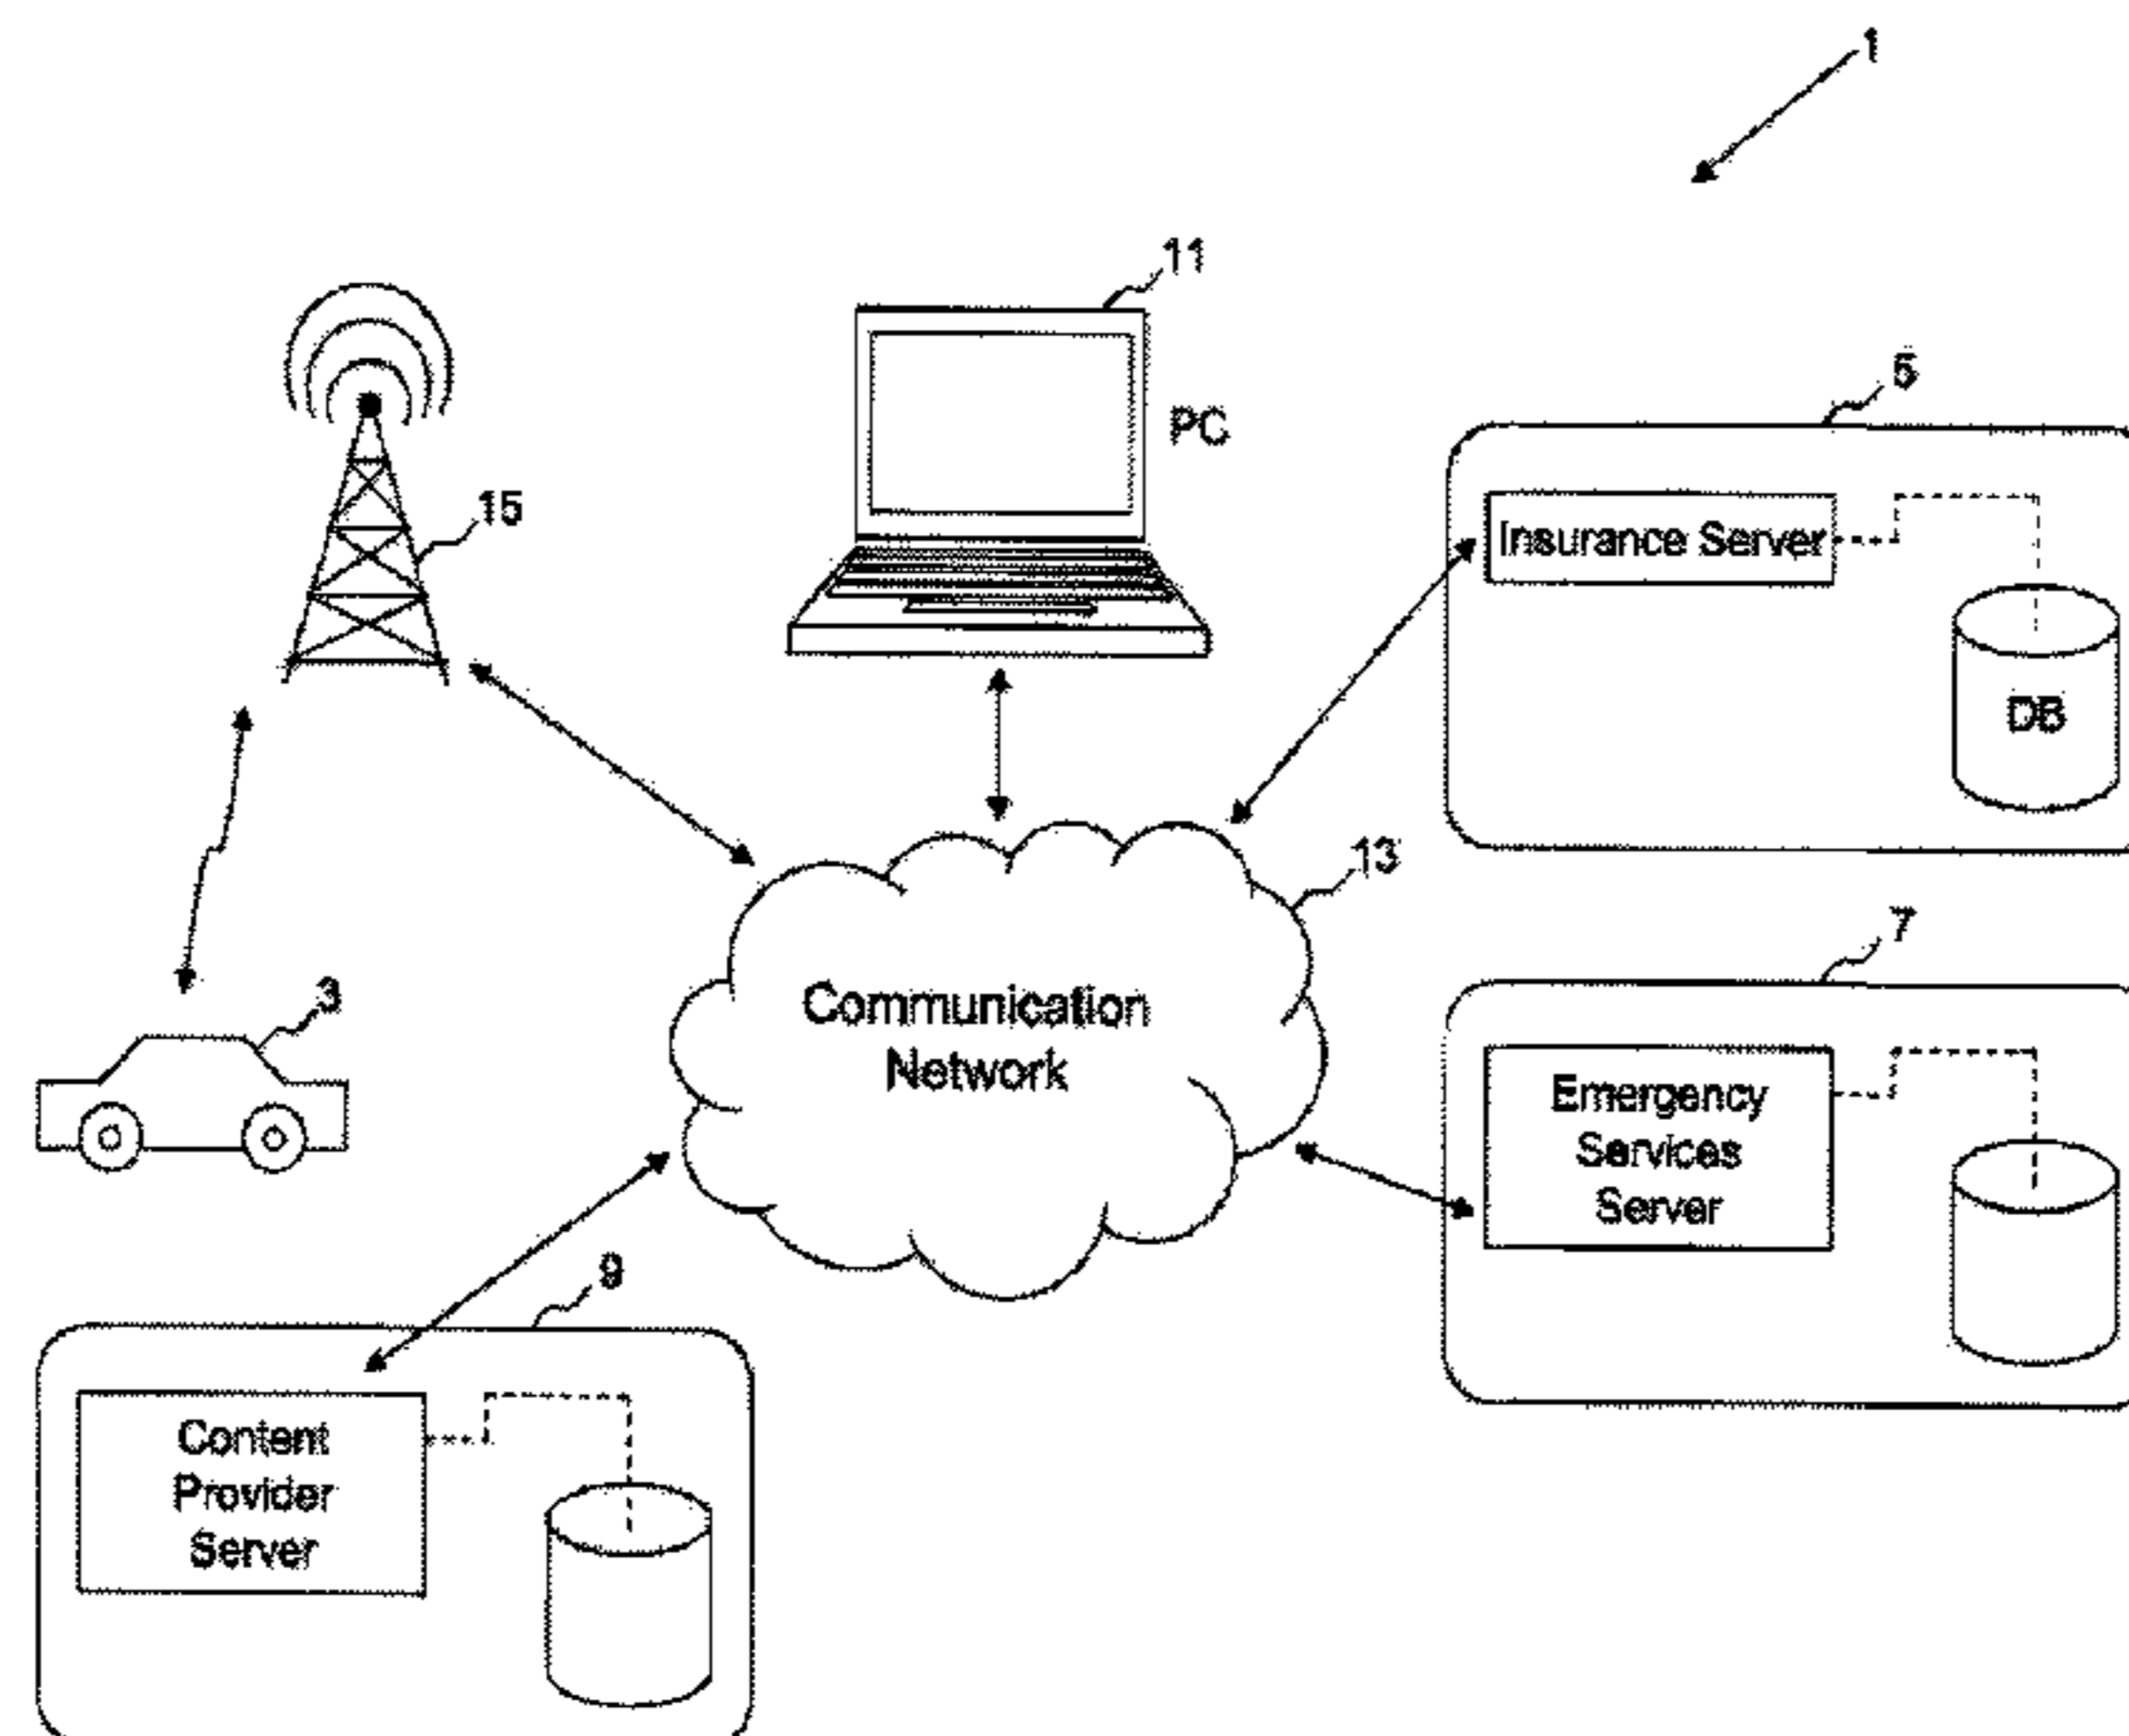 1
11
PC
15
5
Insurance Server
DB
13
Communication
Network
3
7
Emergency
Services
Server
9
Content
Provider
Server